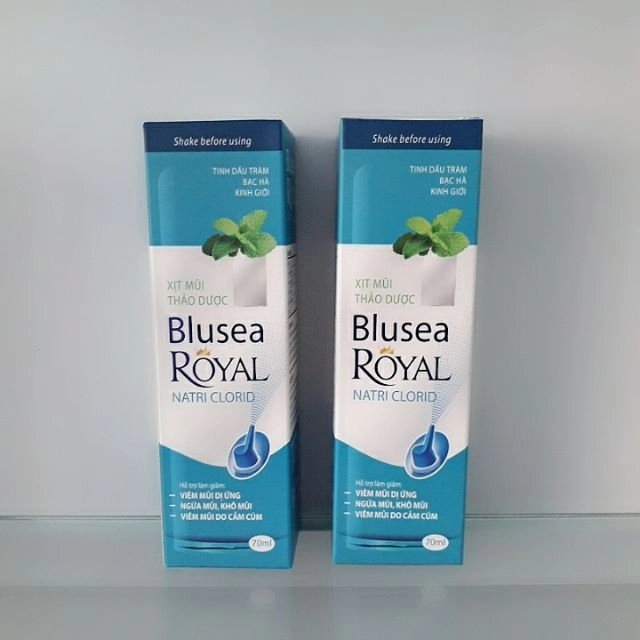 Shake before using
TINH DẦU TRÀM
BẠC HÀ
KINH GIỚI
XỊT MŨI
THẢO DƯỢC
Blusea
ROYAL
NATRI CLORID
Hỗ trợ làm giảm:
VIÊM MŨI DỊ ỨNG
NGỨA MŨI, KHÔ MŨI
VIÊM MŨI DO CẢM CÚM
70ml
Shake before using
TINH DẦU TRÀM
BẠC HÀ
KINH GIỚI
XỊT MŨI
THẢO DƯỢC
Blusea
ROYAL
NATRI CLORID
Hỗ trợ làm giảm:
VIÊM MŨI DỊ ỨNG
NGỨA MŨI, KHÔ MŨI
VIÊM MŨI DO CẢM CÚM
70ml